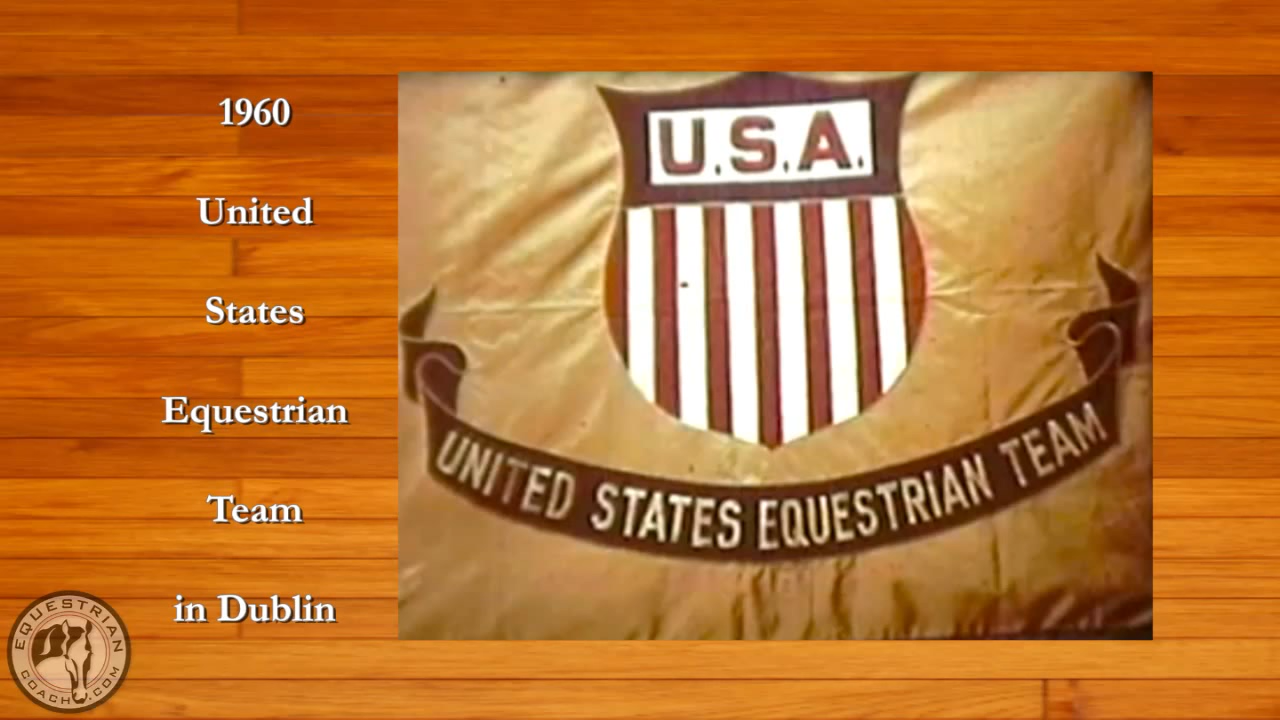 1960
United
States
Equestrian
Team
in Dublin
U.S.A.
UNITED STATES EQUESTRIAN TEAM
EQUESTRIAN
COACH.COM